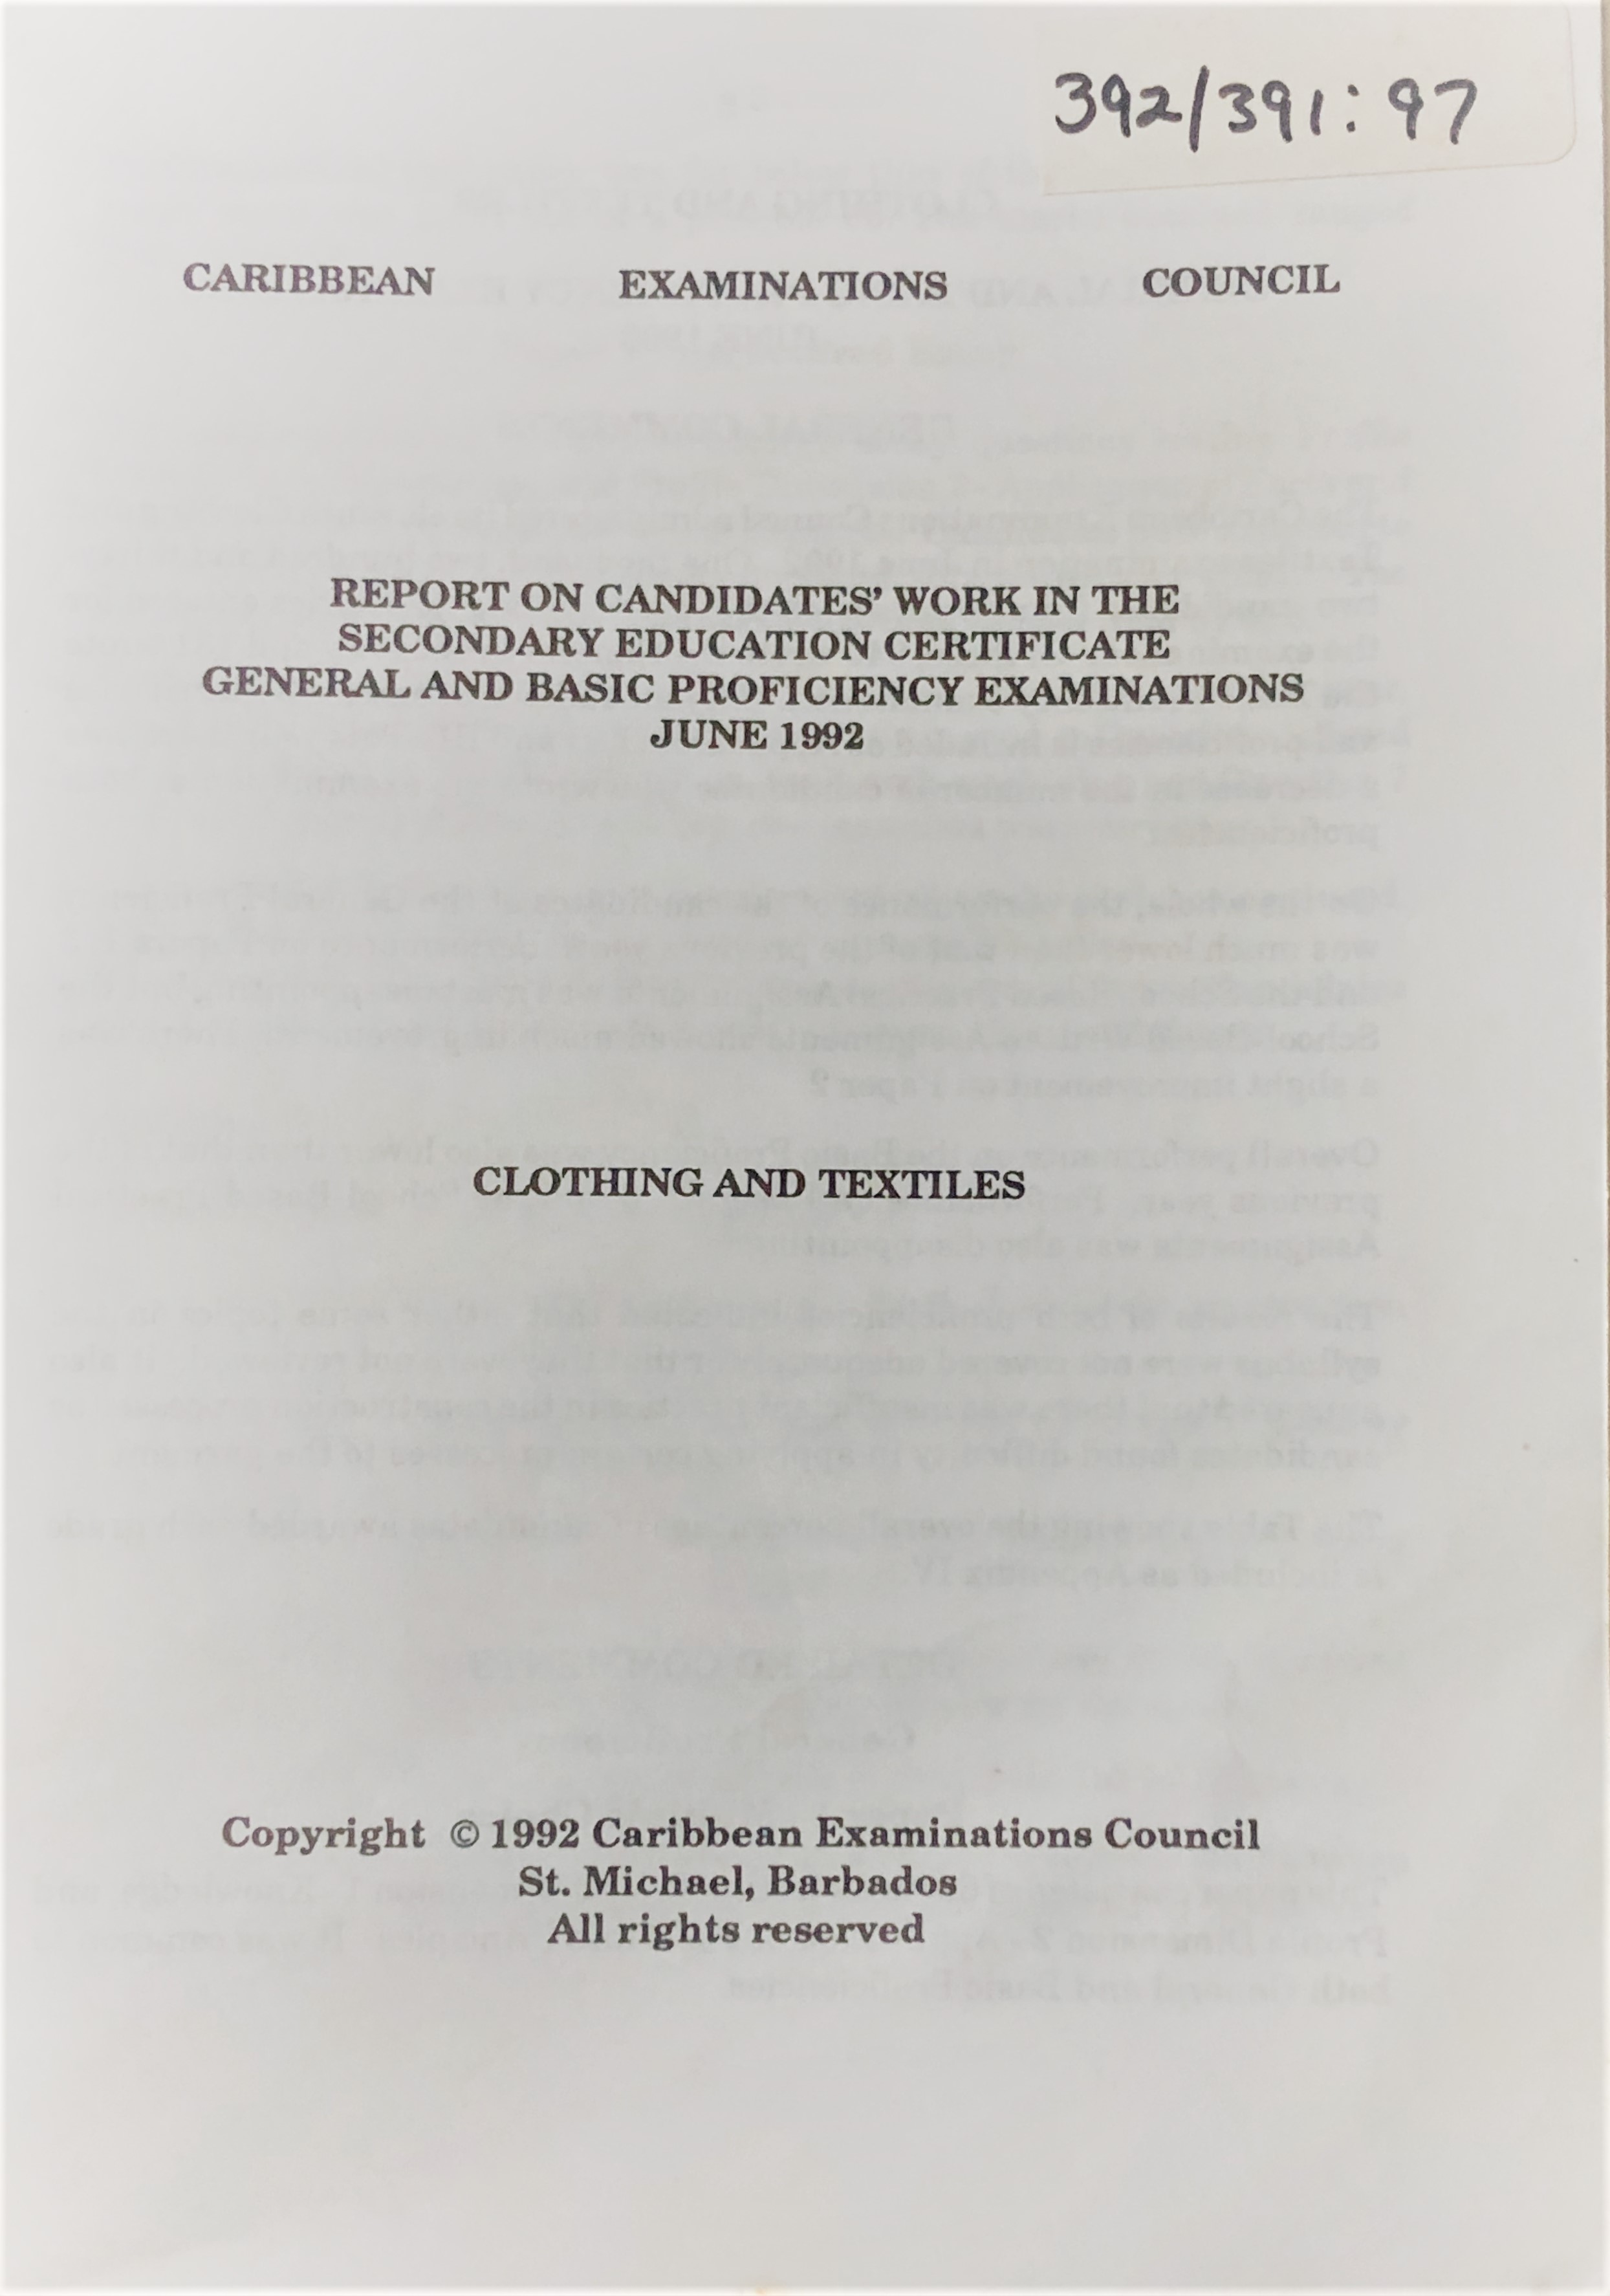 392/391:97
CARIBBEAN EXAMINATIONS COUNCIL
REPORT ON CANDIDATES' WORK IN THE
SECONDARY EDUCATION CERTIFICATE
GENERAL AND BASIC PROFICIENCY EXAMINATIONS
JUNE 1992
CLOTHING AND TEXTILES
Copyright © 1992 Caribbean Examinations Council
St. Michael, Barbados
All rights reserved